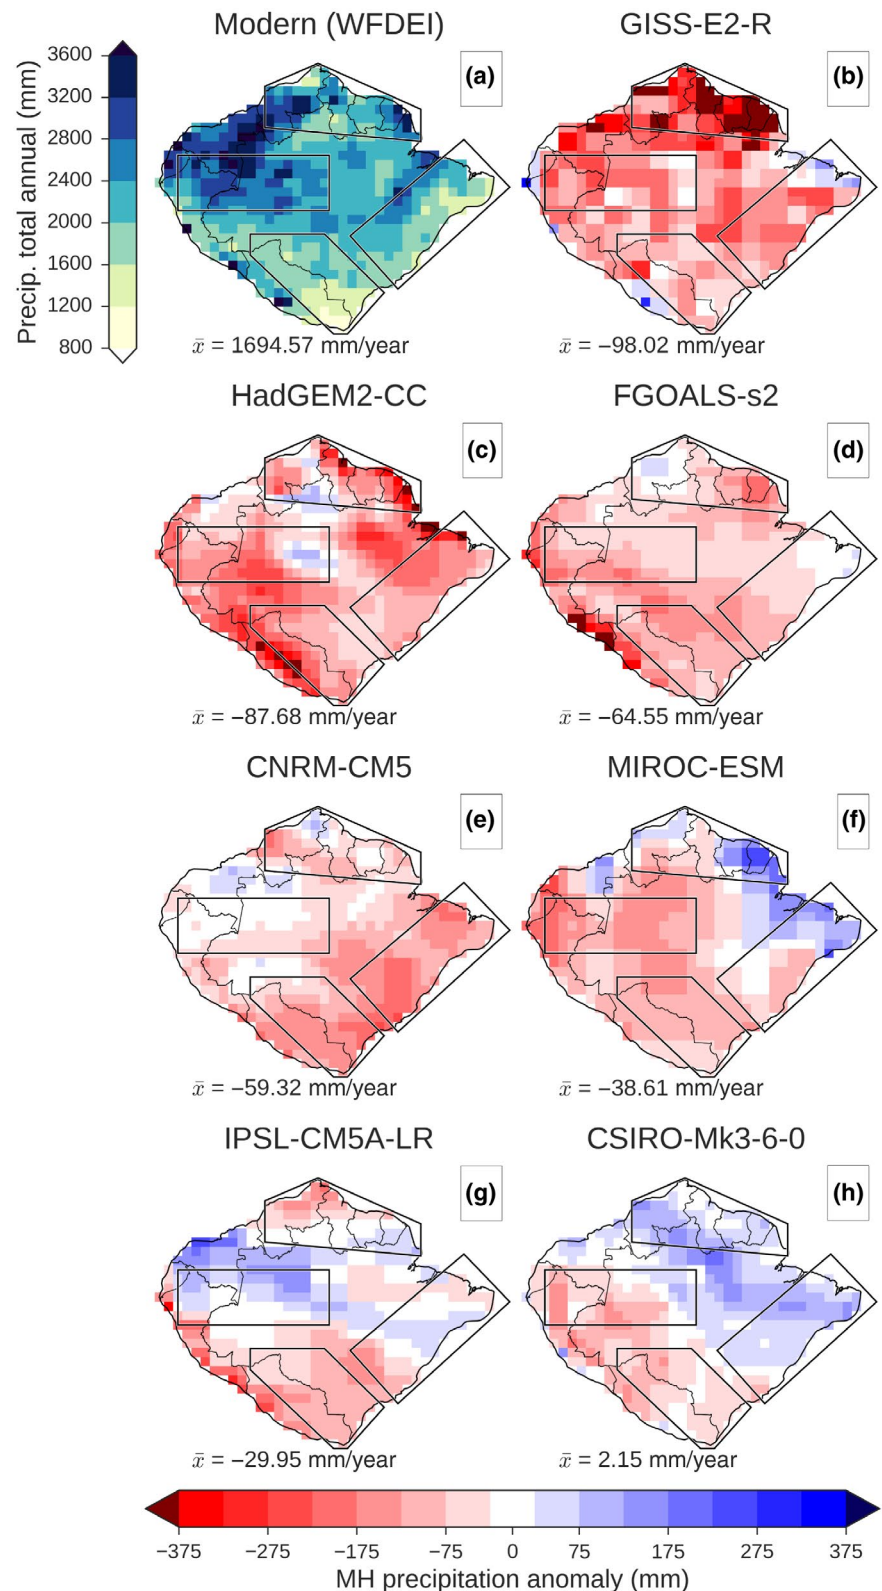 Modern (WFDEI)
GISS-E2-R
Precip. total annual (mm)
3600
3200
2800
2400
2000
1600
1200
800
(a)
(b)
x̄ = 1694.57 mm/year
x̄ = −98.02 mm/year
HadGEM2-CC
FGOALS-s2
(c)
(d)
x̄ = −87.68 mm/year
x̄ = −64.55 mm/year
CNRM-CM5
MIROC-ESM
(e)
(f)
x̄ = −59.32 mm/year
x̄ = −38.61 mm/year
IPSL-CM5A-LR
CSIRO-Mk3-6-0
(g)
(h)
x̄ = −29.95 mm/year
x̄ = 2.15 mm/year
−375 −275 −175 −75 0 75 175 275 375
MH precipitation anomaly (mm)